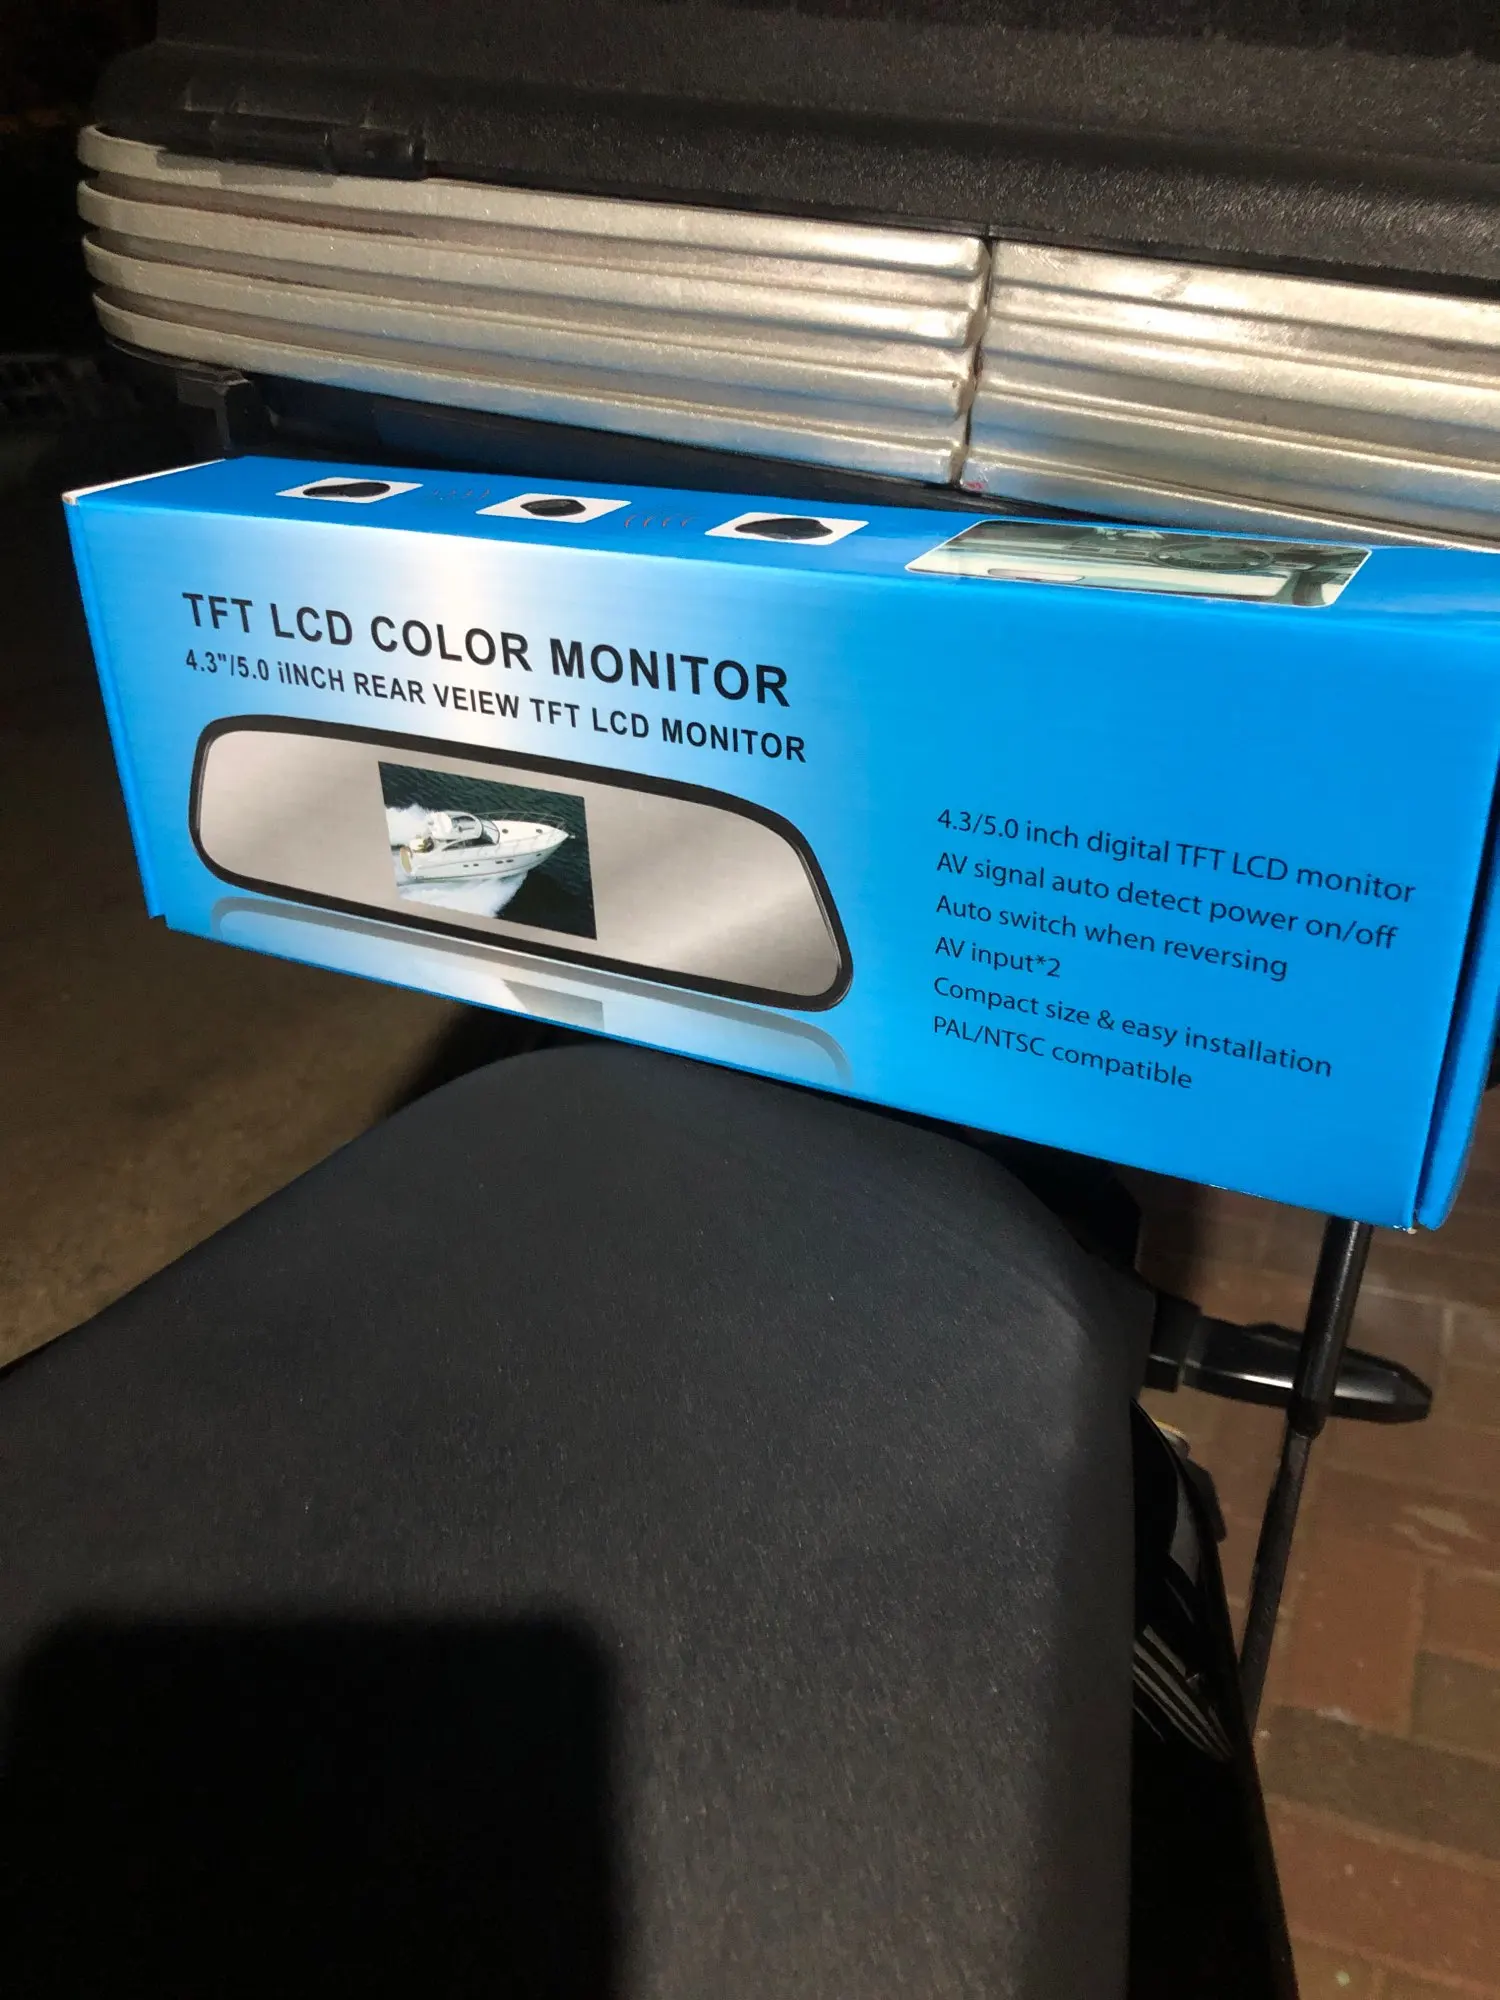 TFT LCD COLOR MONITOR
4.3"/5.0 iINCH REAR VEIEW TFT LCD MONITOR
4.3/5.0 inch digital TFT LCD monitor
AV signal auto detect power on/off
Auto switch when reversing
AV input*2
Compact size & easy installation
PAL/NTSC compatible